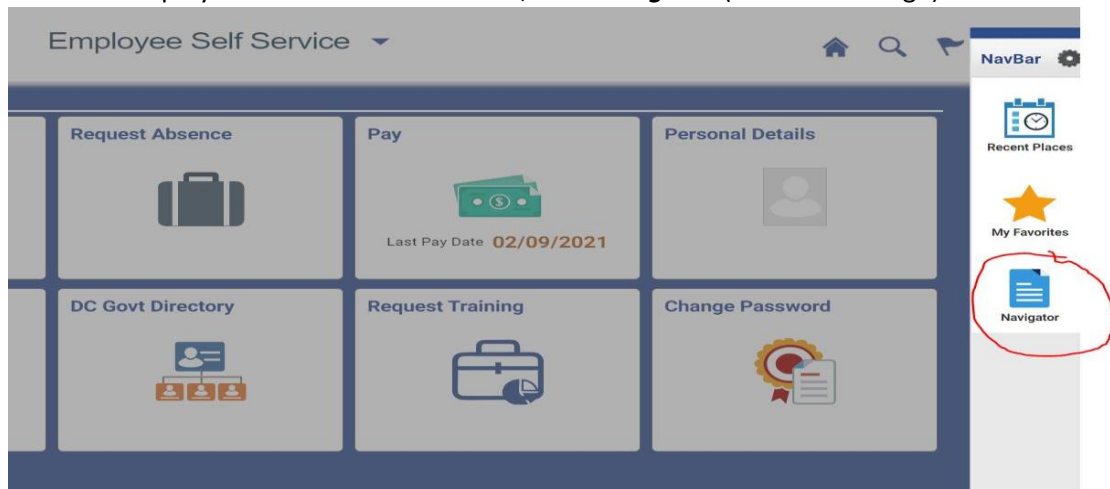 Employee Self Service
NavBar
Request Absence
Pay
Personal Details
Recent Places
Last Pay Date 02/09/2021
My Favorites
DC Govt Directory
Request Training
Change Password
Navigator